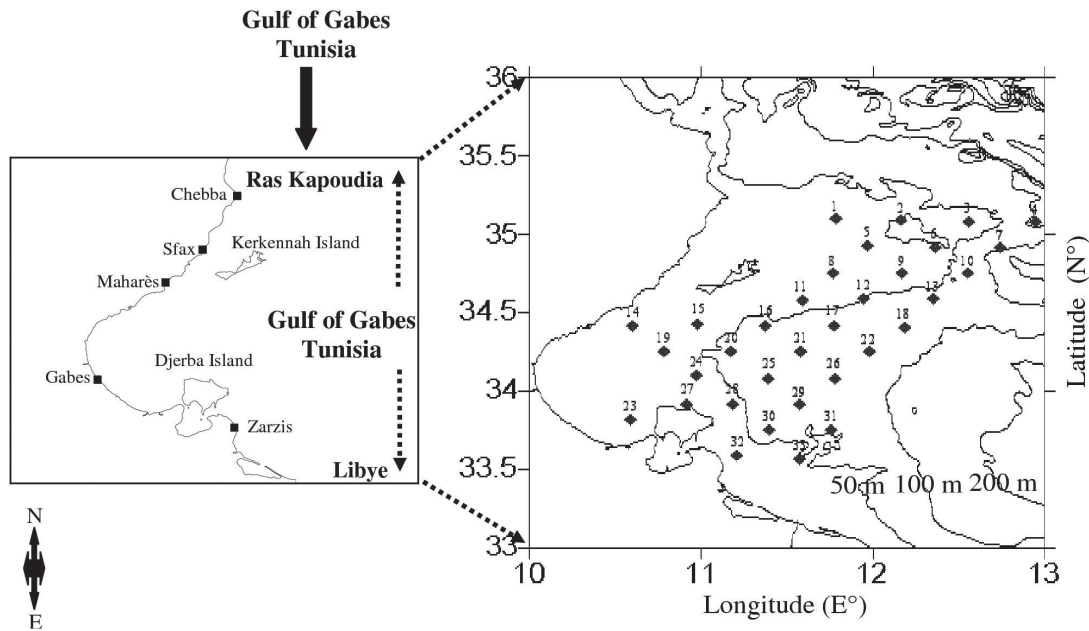 Gulf of Gabes
Tunisia
Ras Kapoudia
Chebba
Sfax
Kerkennah Island
Maharès
Gulf of Gabes
Tunisia
Djerba Island
Gabes
Zarzis
Libye
N
E
36
35.5
35
34.5
34
33.5
33
10
11
12
13
Longitude (E°)
Latitude (N°)
1
2
3
4
5
6
7
8
9
10
11
12
13
14
15
16
17
18
19
20
21
22
23
24
25
26
27
28
29
30
31
32
33
50 m 100 m 200 m